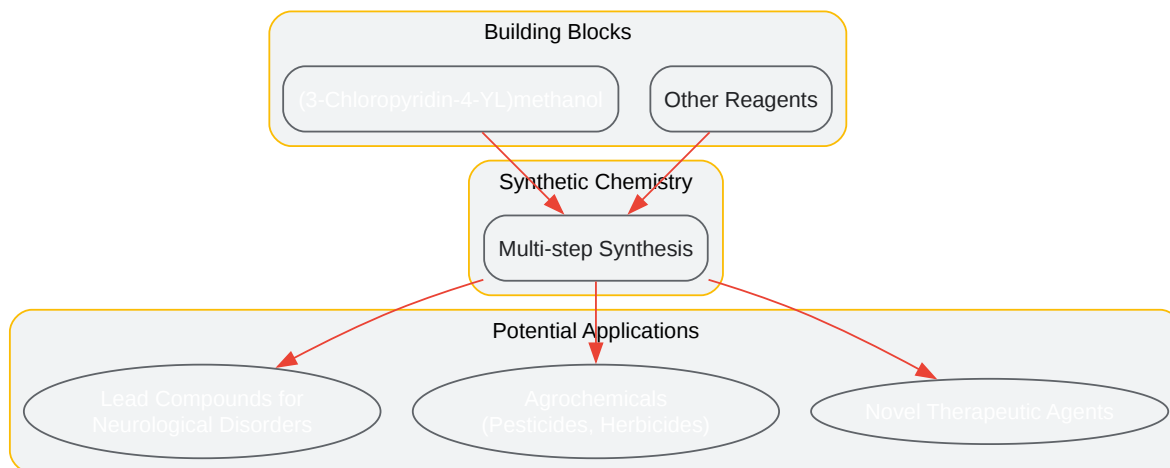 Building Blocks
(3-Chloropyridin-4-YL)methanol
Other Reagents
Synthetic Chemistry
Multi-step Synthesis
Potential Applications
Lead Compounds for
Neurological Disorders
Agrochemicals
(Pesticides, Herbicides)
Novel Therapeutic Agents